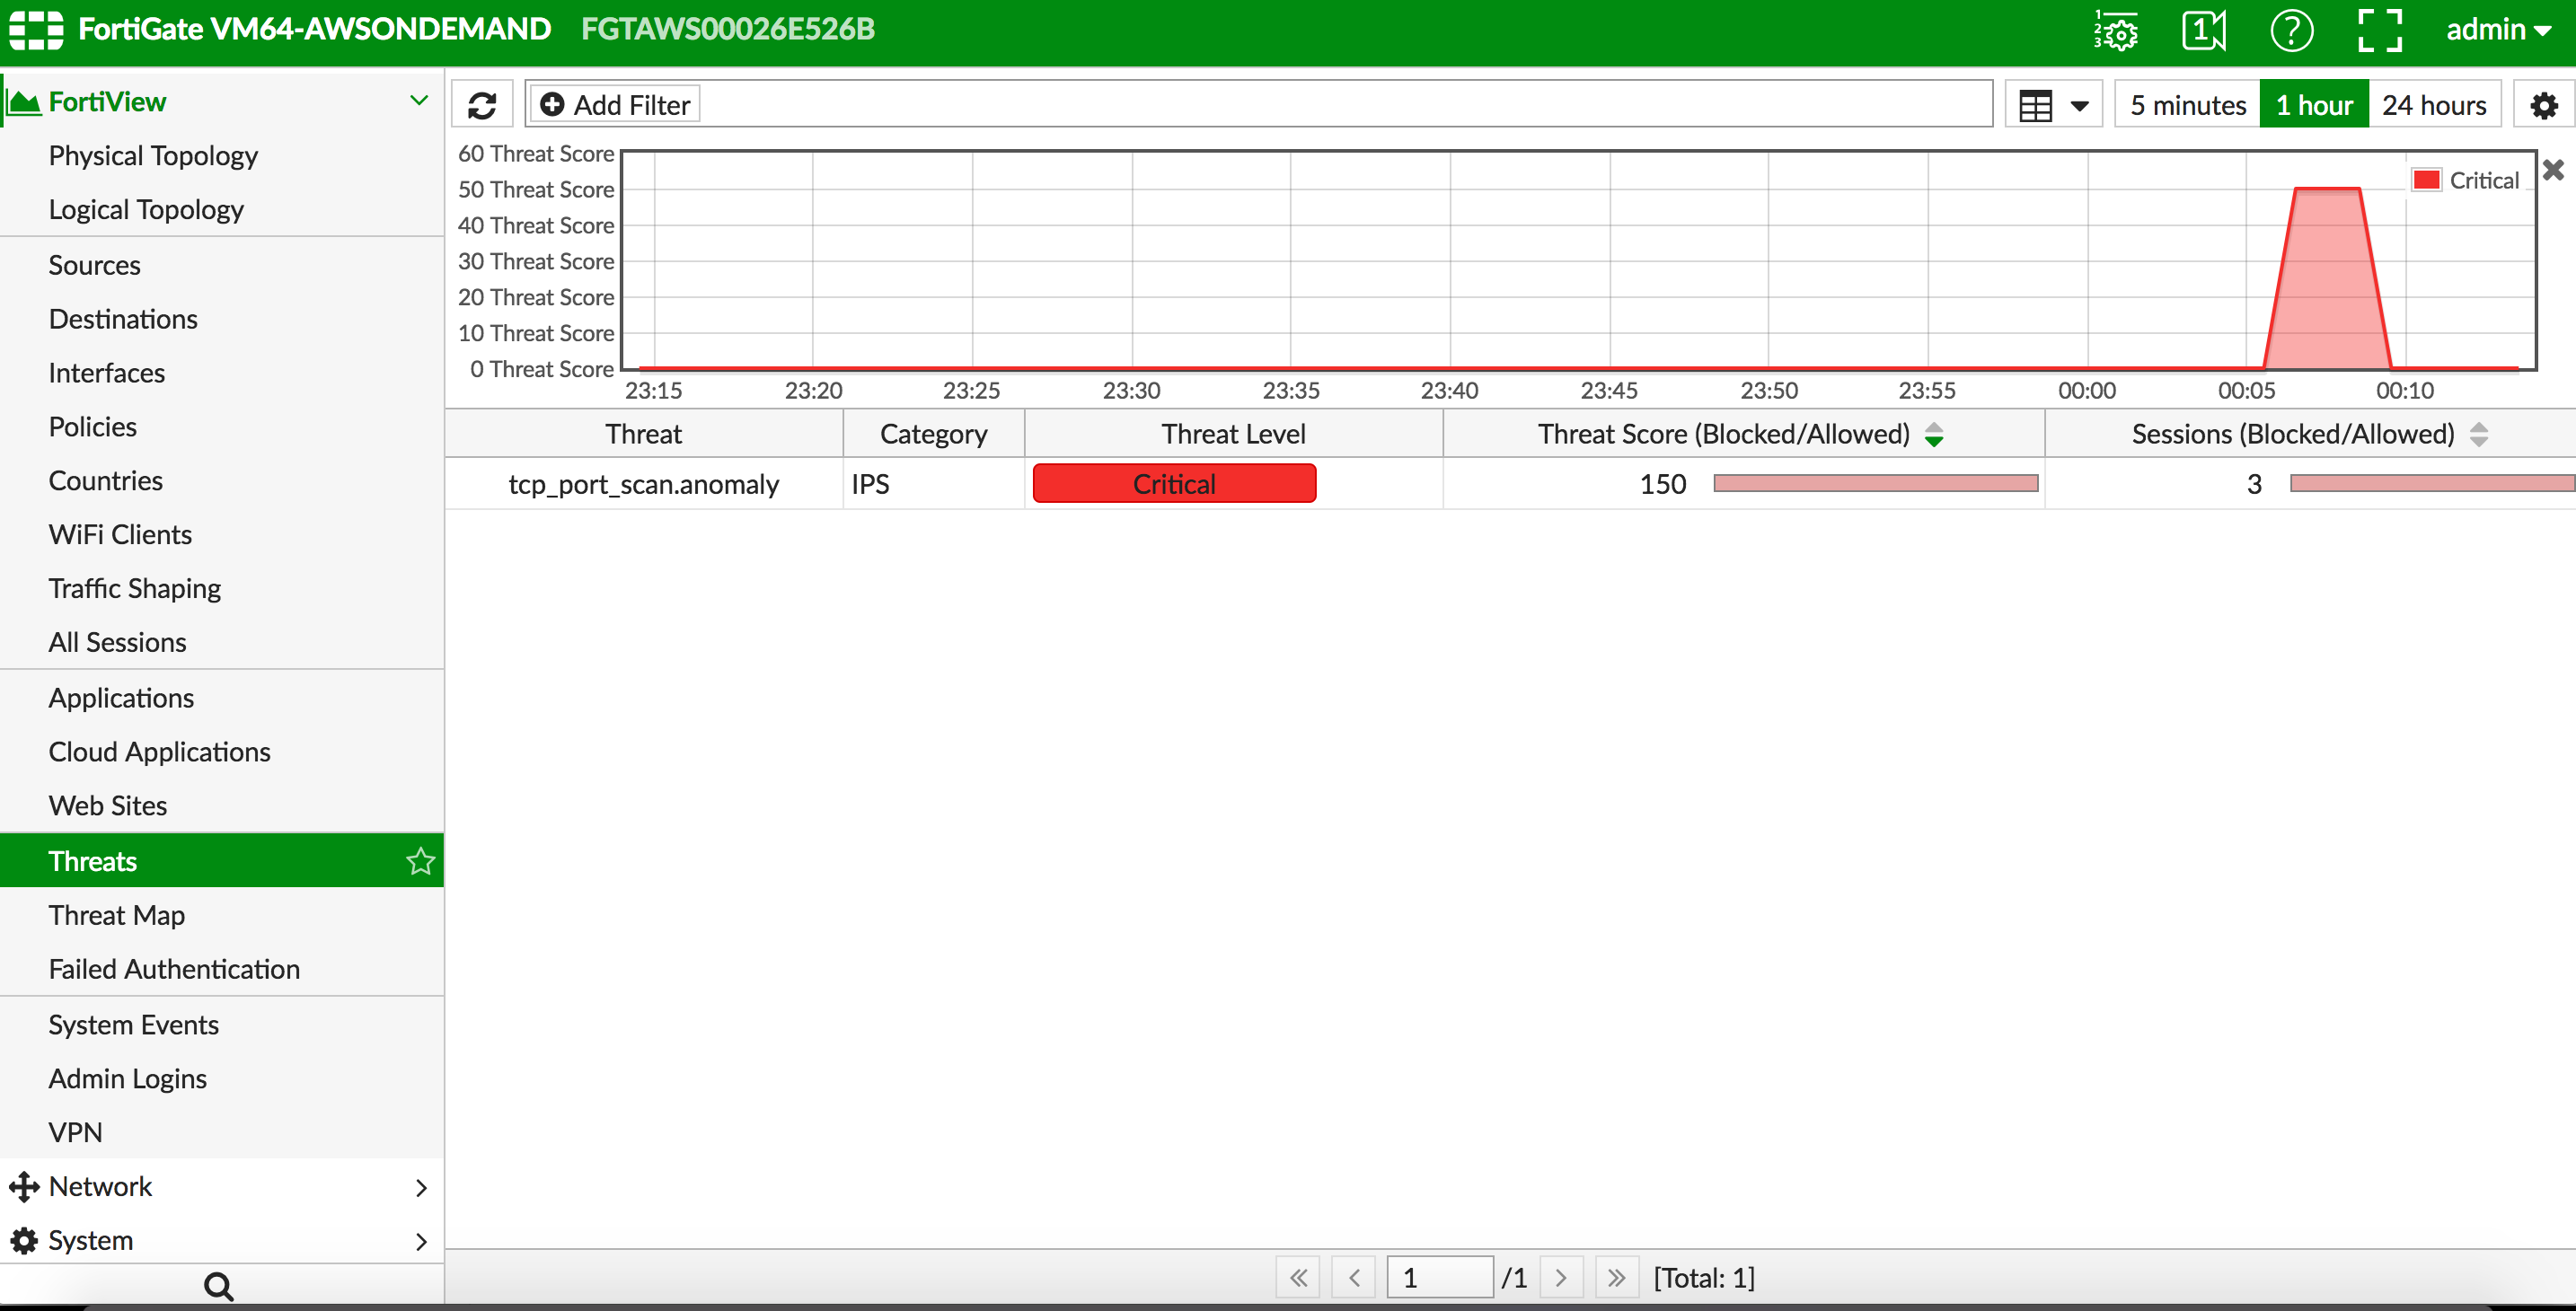 FortiGate VM64-AWSONDEMAND FGTAWS00026E526B
1 2 3
1
?
admin
FortiView
Physical Topology
Logical Topology
Sources
Destinations
Interfaces
Policies
Countries
WiFi Clients
Traffic Shaping
All Sessions
Applications
Cloud Applications
Web Sites
Threats
Threat Map
Failed Authentication
System Events
Admin Logins
VPN
Network
System
Add Filter
5 minutes 1 hour 24 hours
60 Threat Score
50 Threat Score
40 Threat Score
30 Threat Score
20 Threat Score
10 Threat Score
0 Threat Score
Critical
23:15 23:20 23:25 23:30 23:35 23:40 23:45 23:50 23:55 00:00 00:05 00:10
Threat Category Threat Level Threat Score (Blocked/Allowed) Sessions (Blocked/Allowed)
tcp_port_scan.anomaly IPS Critical 150 3
1 /1 [Total: 1]